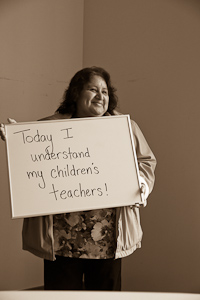 Today I
understand
my children's
teachers!